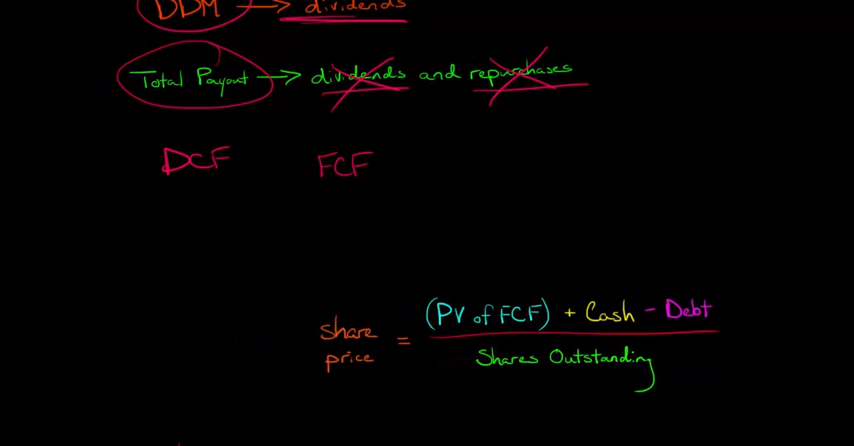 DDM → dividends
Total Payout → dividends and repurchases
DCF FCF
share price = (PV of FCF) + Cash - Debt
Shares Outstanding